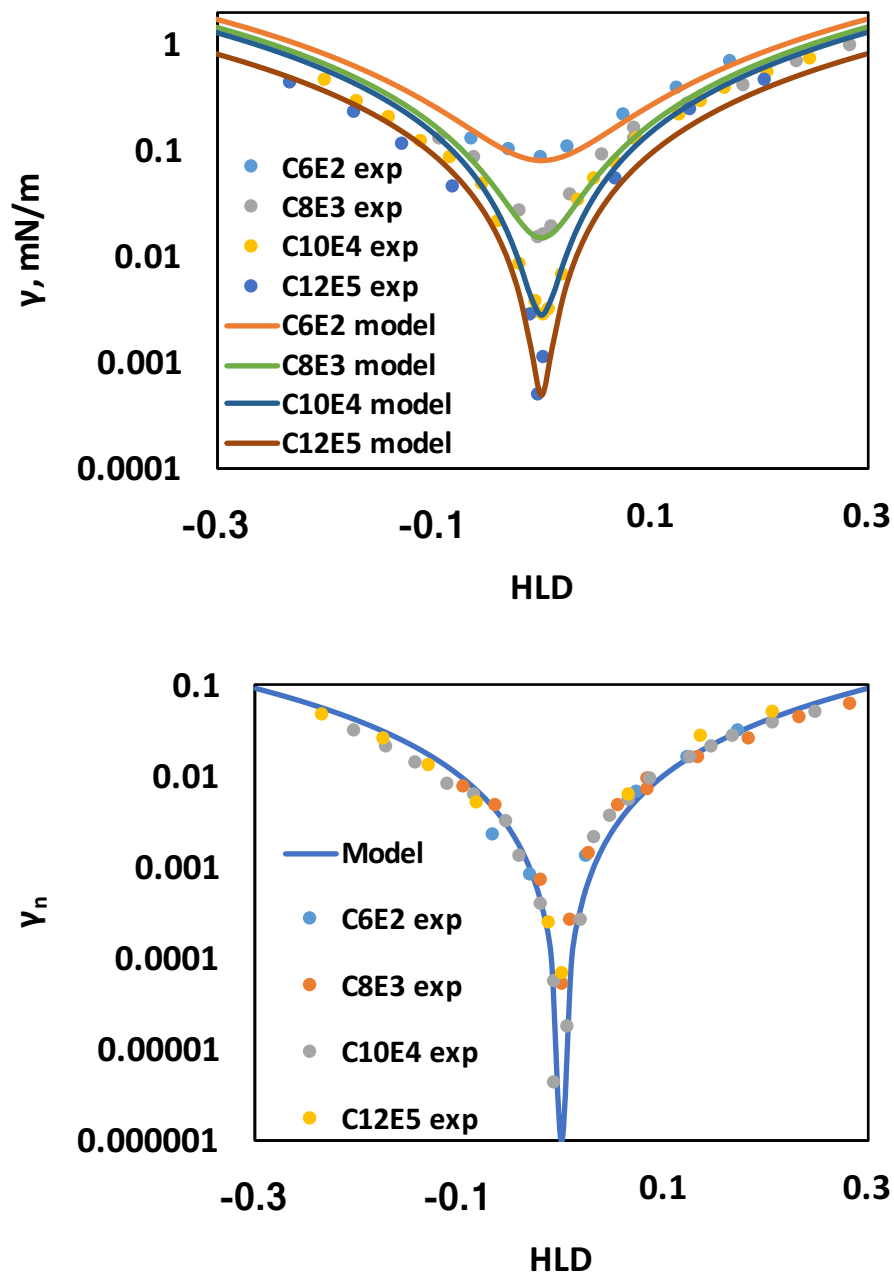 1
0.1
0.01
0.001
0.0001
γ, mN/m
C6E2 exp
C8E3 exp
C10E4 exp
C12E5 exp
C6E2 model
C8E3 model
C10E4 model
C12E5 model
-0.3 -0.1 0.1 0.3
HLD
0.1
0.01
0.001
0.0001
0.00001
0.000001
γn
Model
C6E2 exp
C8E3 exp
C10E4 exp
C12E5 exp
-0.3 -0.1 0.1 0.3
HLD